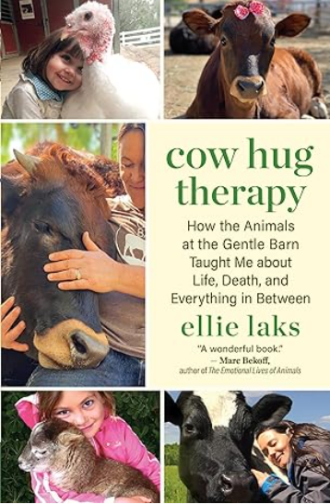 cow hug
therapy
How the Animals
at the Gentle Barn
Taught Me about
Life, Death, and
Everything in Between
ellie laks
"A wonderful book."
— Marc Bekoff,
author of The Emotional Lives of Animals